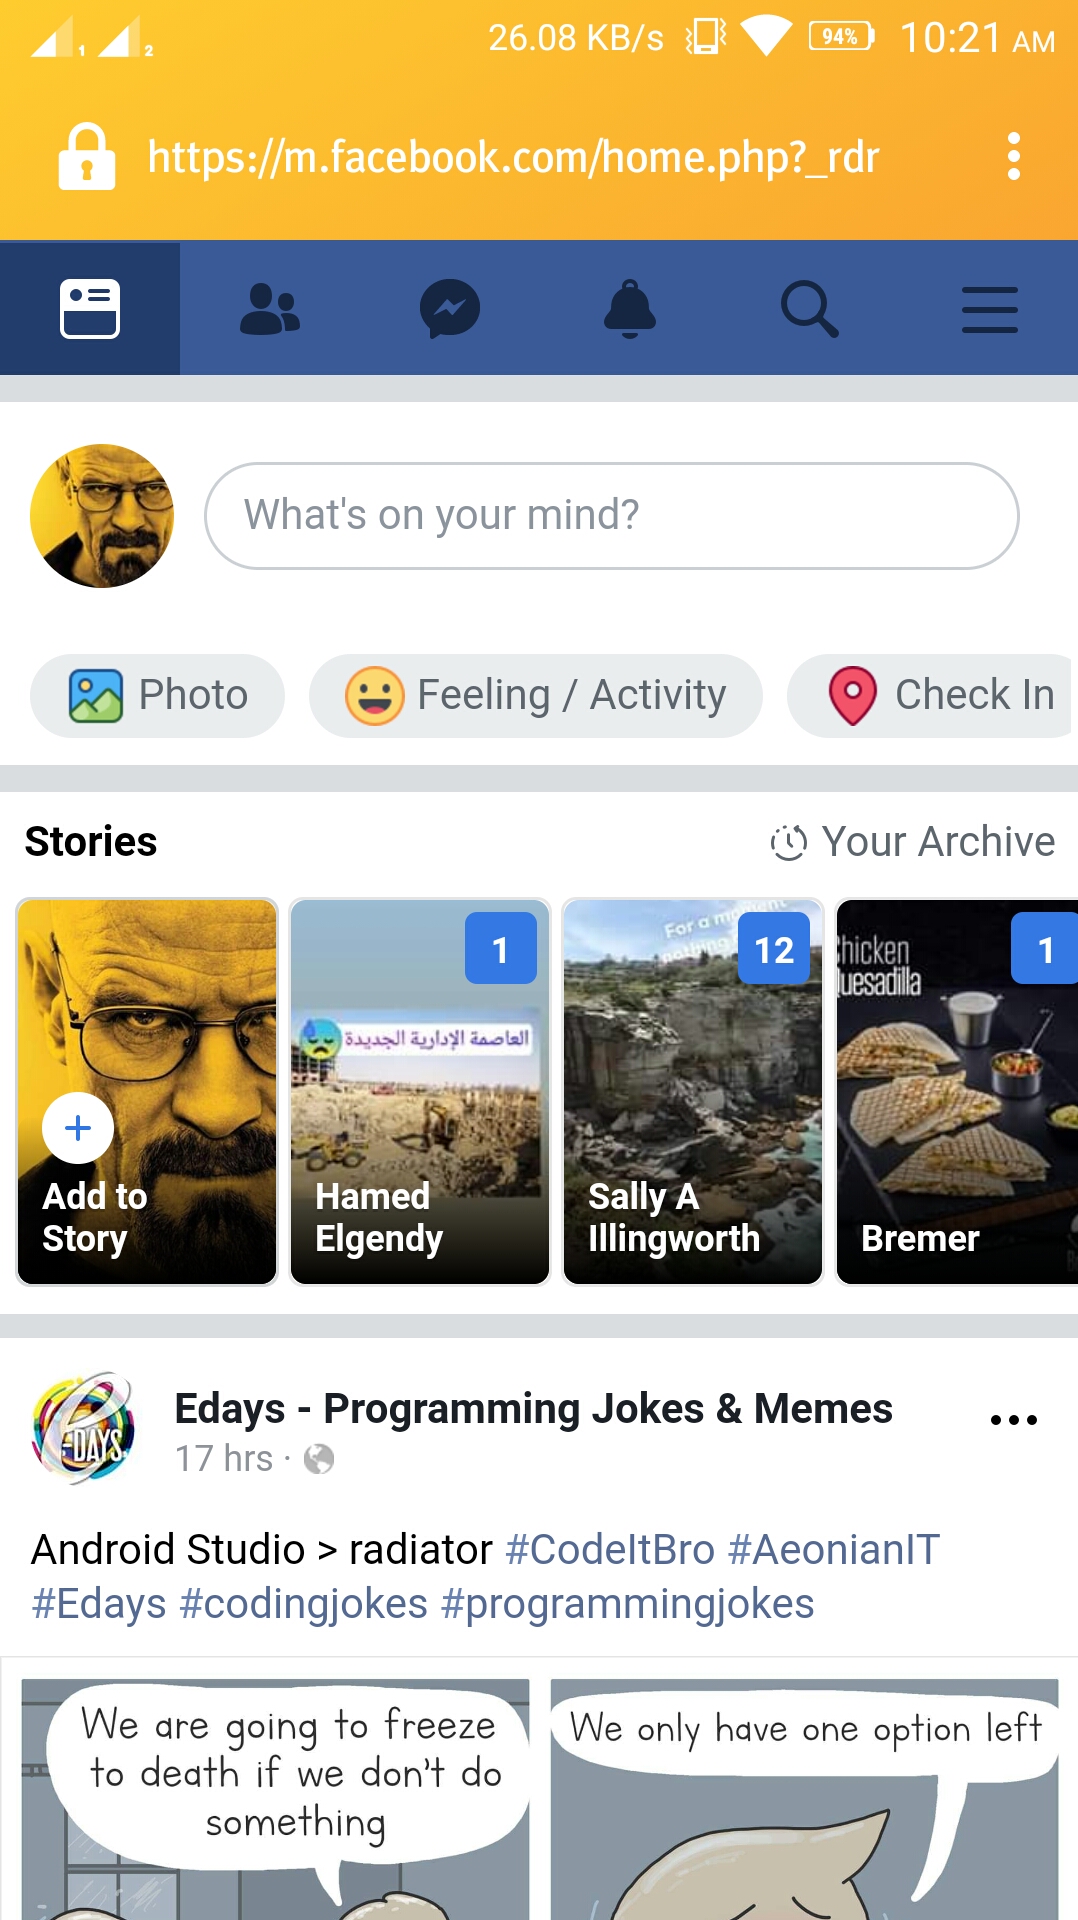 1 2 26.08 KB/s 94% 10:21 AM
https://m.facebook.com/home.php?_rdr
What's on your mind?
Photo Feeling / Activity Check In
Stories Your Archive
1 12 1
For a moment
nothing
Chicken
Quesadilla
العاصمة الإدارية الجديدة
Add to
Story
Hamed
Elgendy
Sally A
Illingworth
Bremer
E-DAYS
Edays - Programming Jokes & Memes
17 hrs ·
Android Studio > radiator #CodeItBro #AeonianIT
#Edays #codingjokes #programmingjokes
We are going to freeze
to death if we don't do
something
We only have one option left